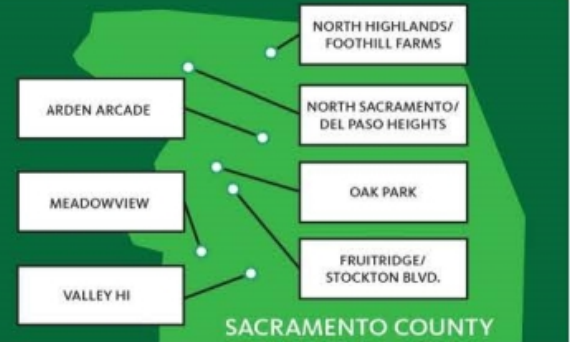 NORTH HIGHLANDS/
FOOTHILL FARMS
ARDEN ARCADE
NORTH SACRAMENTO/
DEL PASO HEIGHTS
MEADOWVIEW
OAK PARK
FRUITRIDGE/
STOCKTON BLVD.
VALLEY HI
SACRAMENTO COUNTY